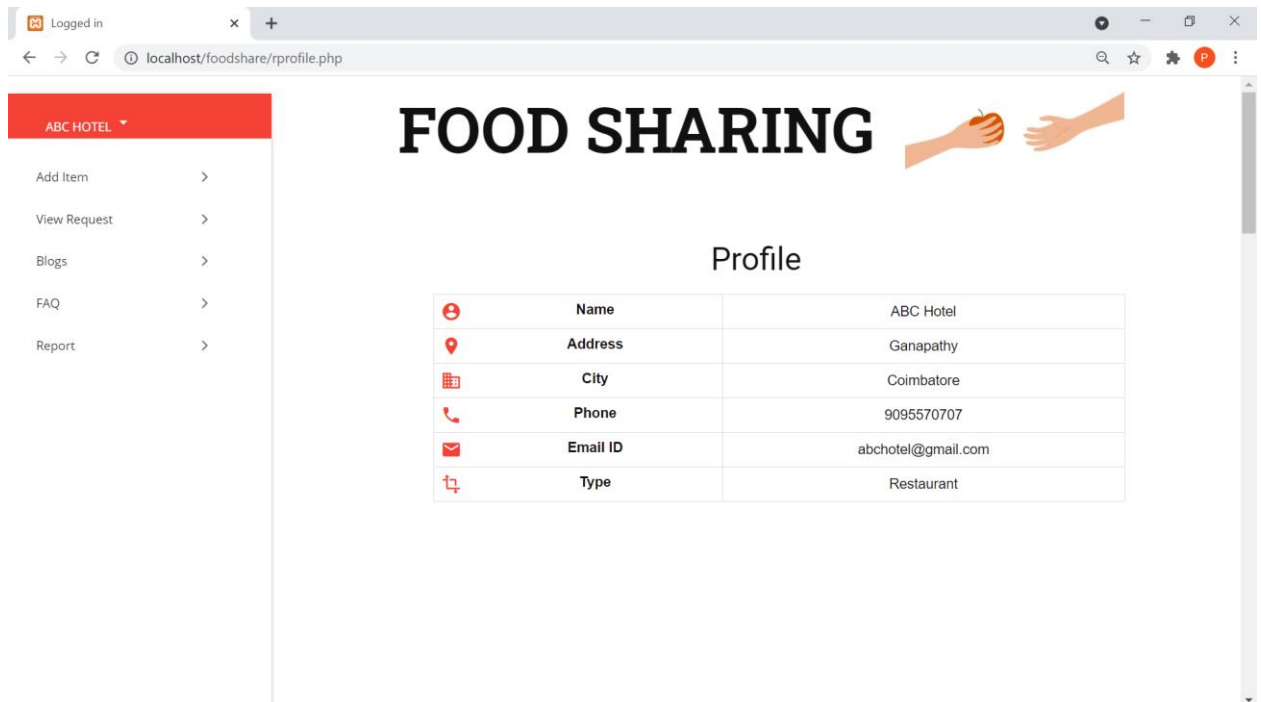 Logged in
localhost/foodshare/rprofile.php
P
ABC HOTEL
FOOD SHARING
Add Item
View Request
Blogs
FAQ
Report
Profile
Name ABC Hotel
Address Ganapathy
City Coimbatore
Phone 9095570707
Email ID abchotel@gmail.com
Type Restaurant